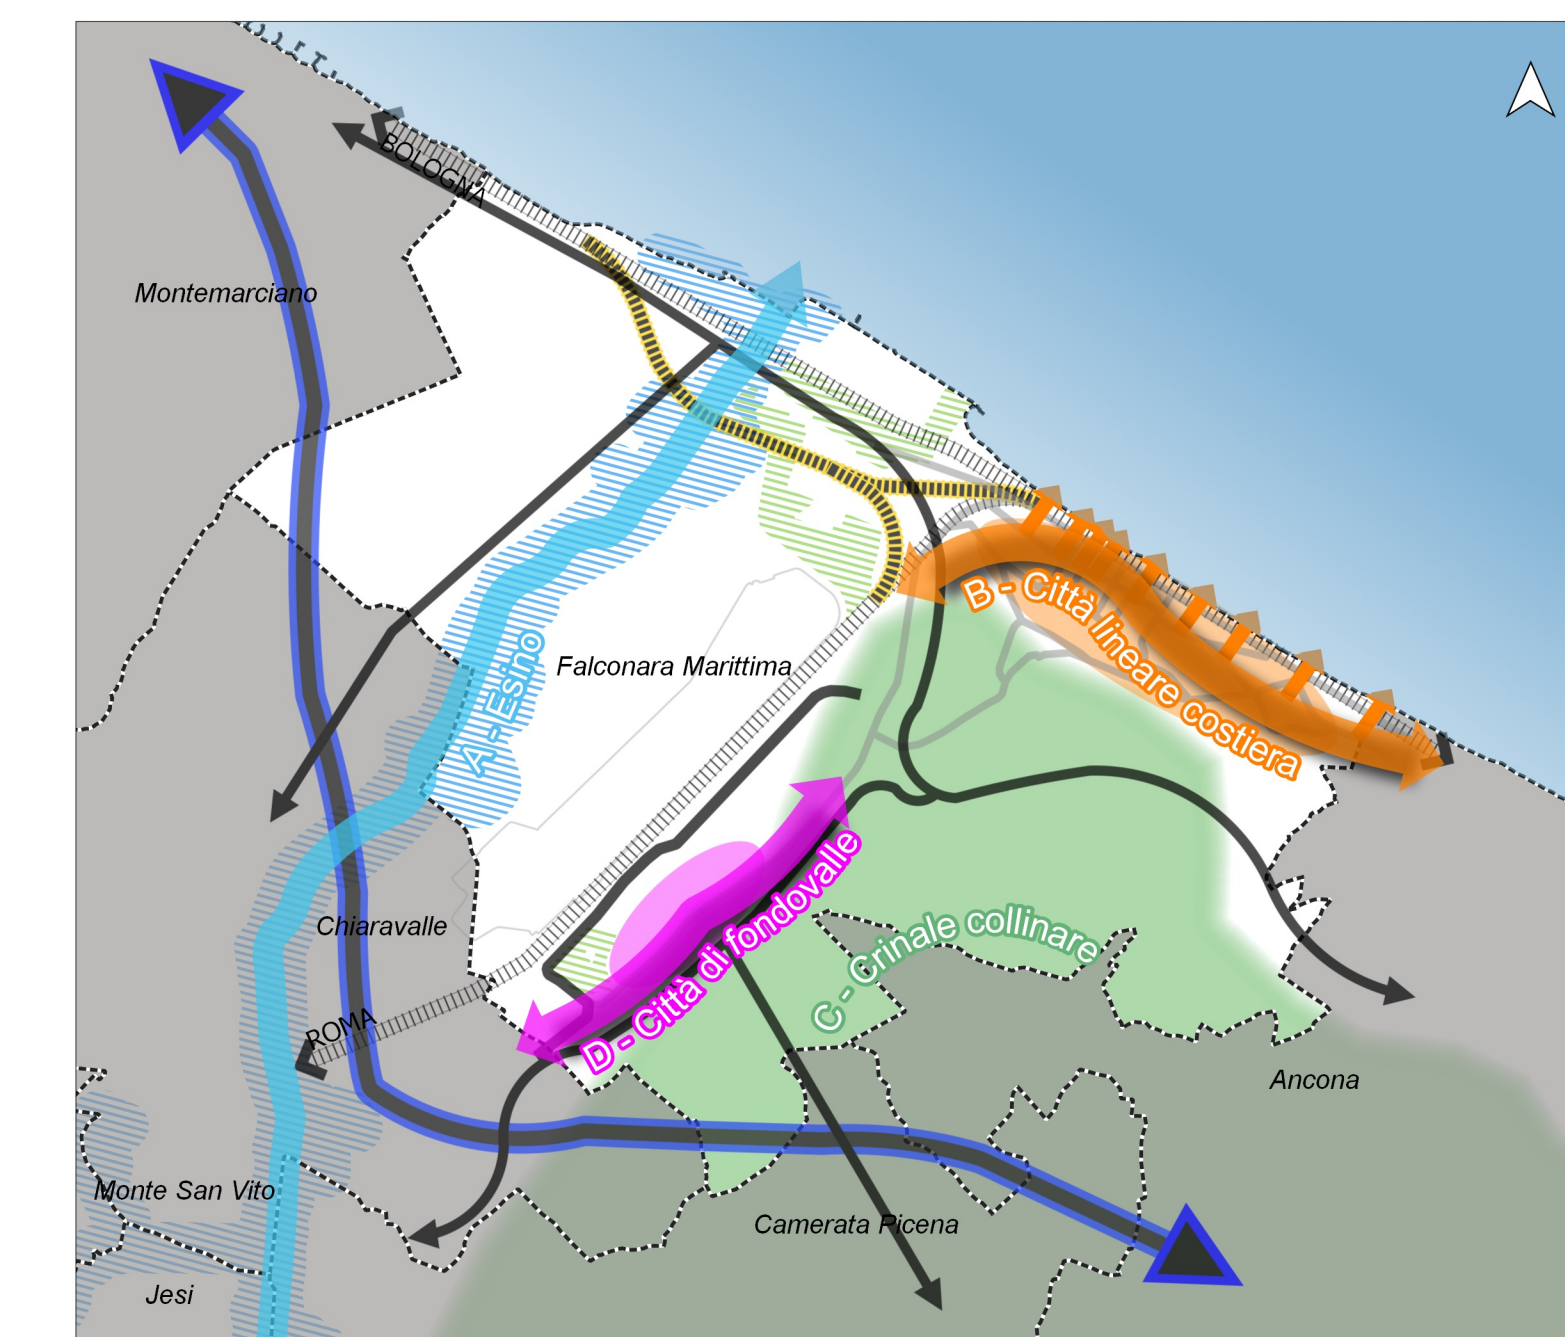 BOLOGNA
Montemarciano
B - Città lineare costiera
A - Esino
Falconara Marittima
D - Città di fondovalle
Chiaravalle
C - Crinale collinare
ROMA
Ancona
Monte San Vito
Camerata Picena
Jesi